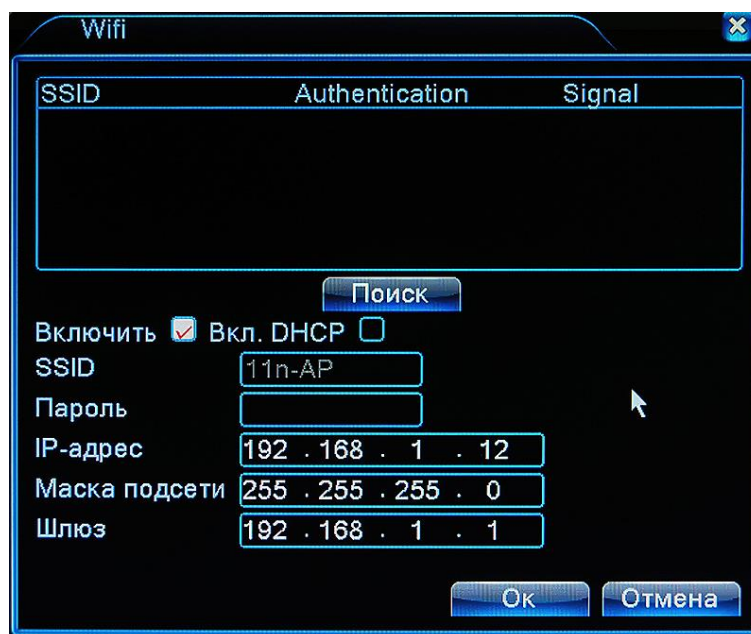 Wifi
SSID Authentication Signal
Поиск
Включить Вкл. DHCP
SSID 11n-AP
Пароль
IP-адрес 192 . 168 . 1 . 12
Маска подсети 255 . 255 . 255 . 0
Шлюз 192 . 168 . 1 . 1
Ок Отмена